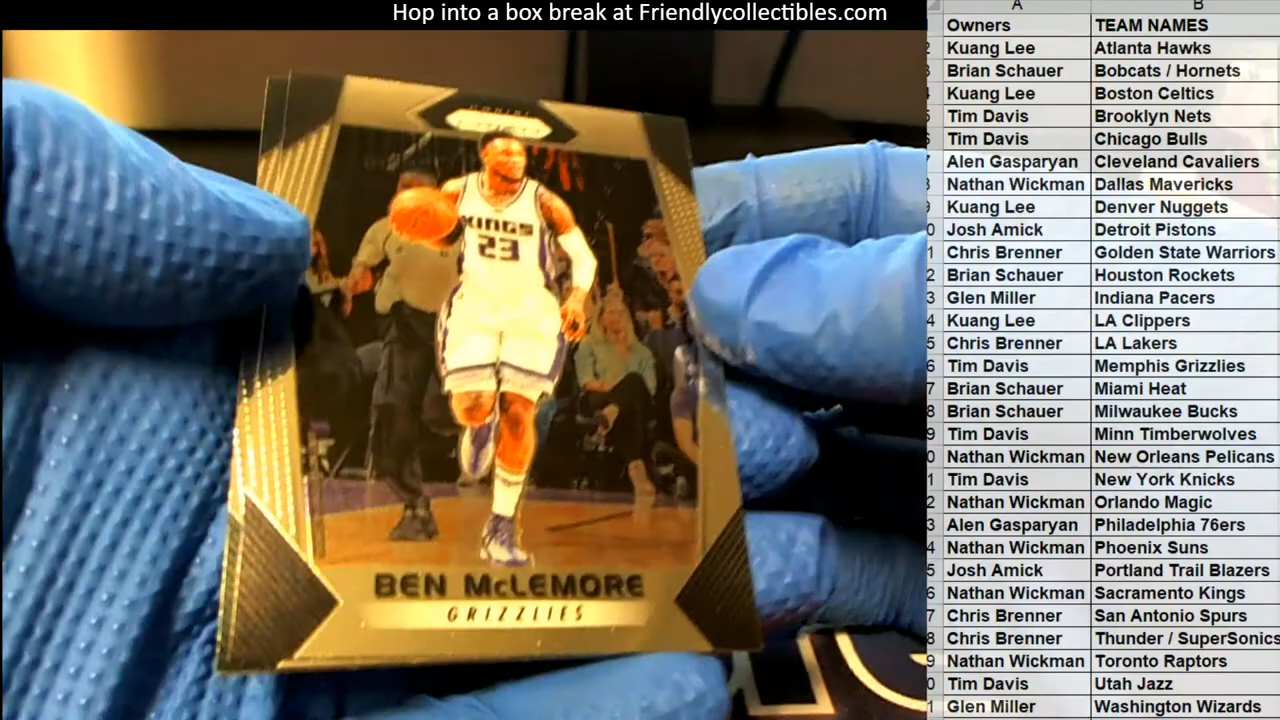 Hop into a box break at Friendlycollectibles.com
A B
Owners TEAM NAMES
Kuang Lee Atlanta Hawks
Brian Schauer Bobcats / Hornets
Kuang Lee Boston Celtics
Tim Davis Brooklyn Nets
Tim Davis Chicago Bulls
Alen Gasparyan Cleveland Cavaliers
Nathan Wickman Dallas Mavericks
Kuang Lee Denver Nuggets
Josh Amick Detroit Pistons
Chris Brenner Golden State Warriors
Brian Schauer Houston Rockets
Glen Miller Indiana Pacers
Kuang Lee LA Clippers
Chris Brenner LA Lakers
Tim Davis Memphis Grizzlies
Brian Schauer Miami Heat
Brian Schauer Milwaukee Bucks
Tim Davis Minn Timberwolves
Nathan Wickman New Orleans Pelicans
Tim Davis New York Knicks
Nathan Wickman Orlando Magic
Alen Gasparyan Philadelphia 76ers
Nathan Wickman Phoenix Suns
Josh Amick Portland Trail Blazers
Nathan Wickman Sacramento Kings
Chris Brenner San Antonio Spurs
Chris Brenner Thunder / SuperSonics
Nathan Wickman Toronto Raptors
Tim Davis Utah Jazz
Glen Miller Washington Wizards
KINGS
23
BEN McLEMORE
GRIZZLIES